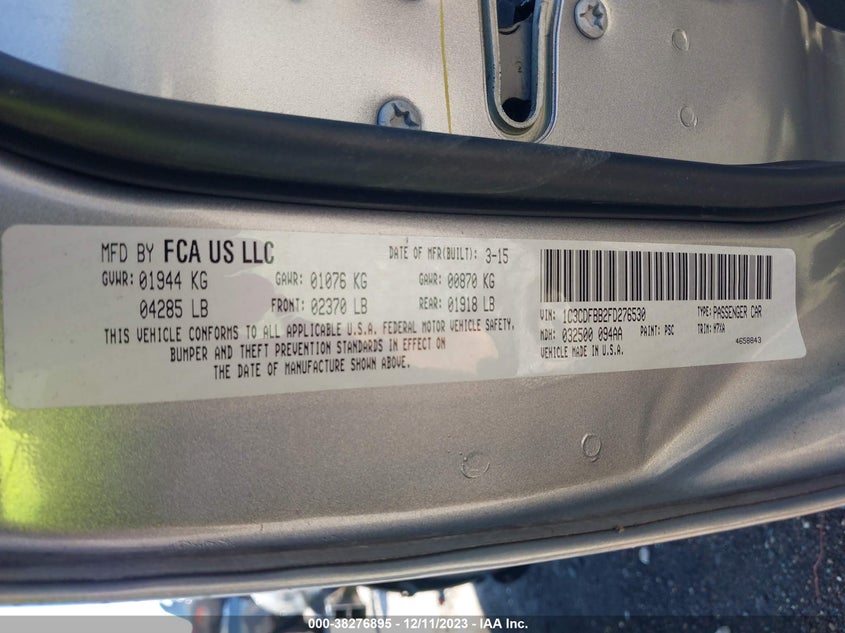 MFD BY FCA US LLC DATE OF MFR(BUILT): 3-15
GVWR: 01944 KG GAWR: 01076 KG GAWR: 00870 KG
04285 LB FRONT: 02370 LB REAR: 01918 LB
THIS VEHICLE CONFORMS TO ALL APPLICABLE U.S.A. FEDERAL MOTOR VEHICLE SAFETY,
BUMPER AND THEFT PREVENTION STANDARDS IN EFFECT ON
THE DATE OF MANUFACTURE SHOWN ABOVE.
VIN: 1C3CDFBB2FD276530 TYPE: PASSENGER CAR
MDH: 032500 094AA PAINT: PSC TRIM: H7XA
VEHICLE MADE IN U.S.A. 4658843
000-38276895 - 12/11/2023 - IAA Inc.